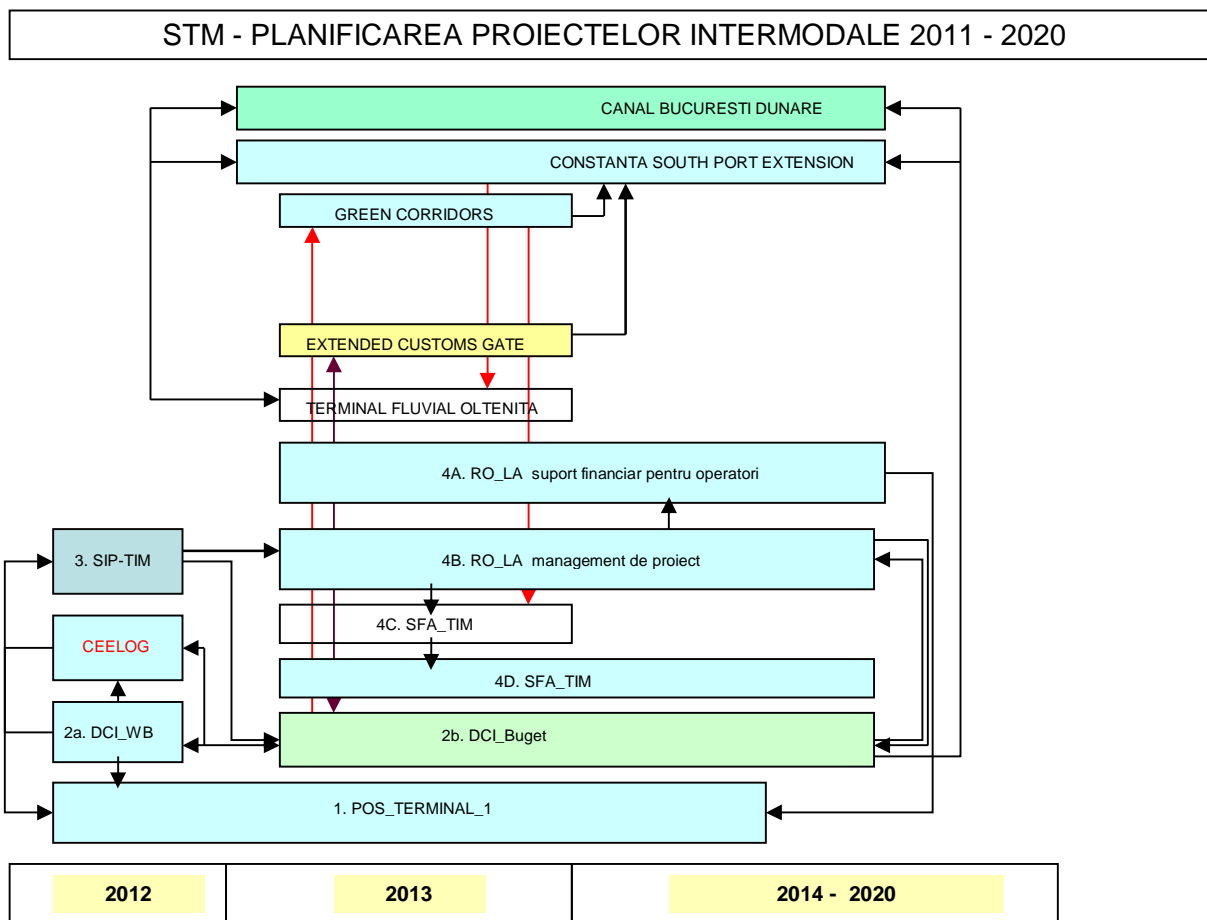 STM - PLANIFICAREA PROIECTELOR INTERMODALE 2011 - 2020
CANAL BUCURESTI DUNARE
CONSTANTA SOUTH PORT EXTENSION
GREEN CORRIDORS
EXTENDED CUSTOMS GATE
TERMINAL FLUVIAL OLTENITA
4A. RO_LA suport financiar pentru operatori
3. SIP-TIM
4B. RO_LA management de proiect
4C. SFA_TIM
CEELOG
4D. SFA_TIM
2a. DCI_WB
2b. DCI_Buget
1. POS_TERMINAL_1
2012
2013
2014 - 2020